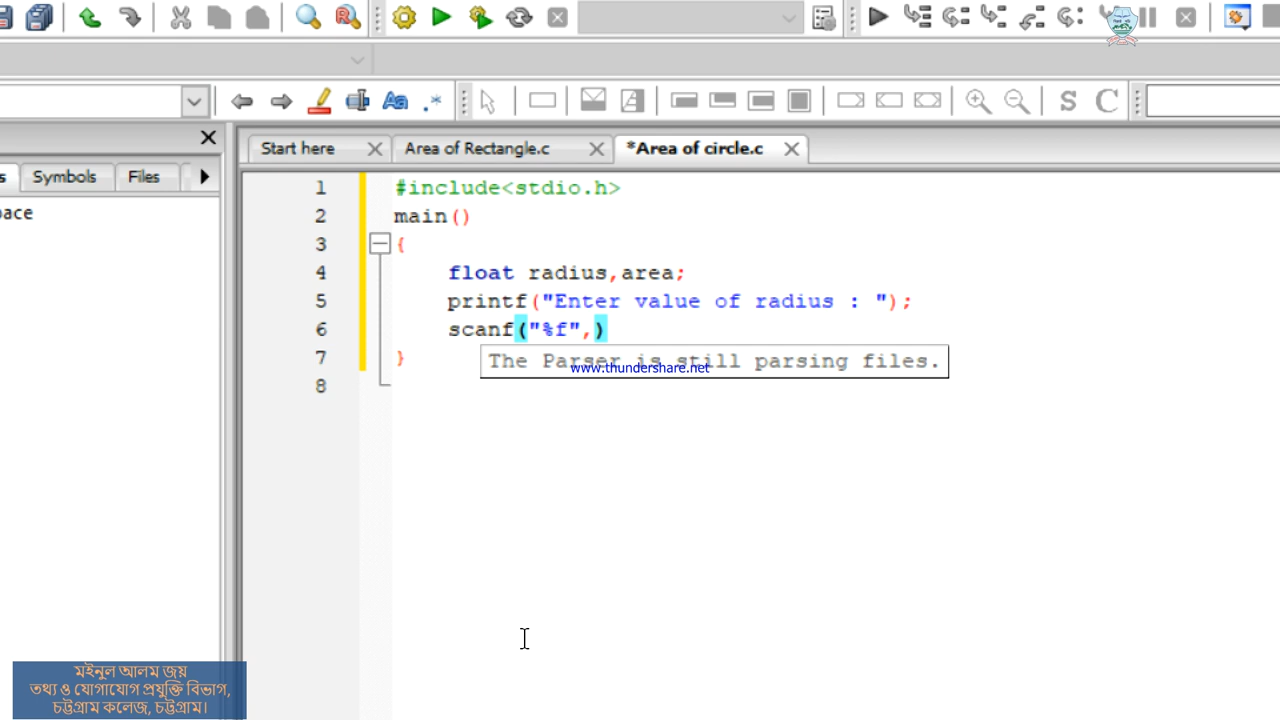 Start here
Area of Rectangle.c
*Area of circle.c
s
Symbols
Files
pace
1 #include<stdio.h>
2 main()
3 {
4 float radius,area;
5 printf("Enter value of radius : ");
6 scanf("%f",)
7 }
8
The Parser is still parsing files.
www.thundershare.net
মইনুল আলম জয়
তথ্য ও যোগাযোগ প্রযুক্তি বিভাগ,
চট্টগ্রাম কলেজ, চট্টগ্রাম।